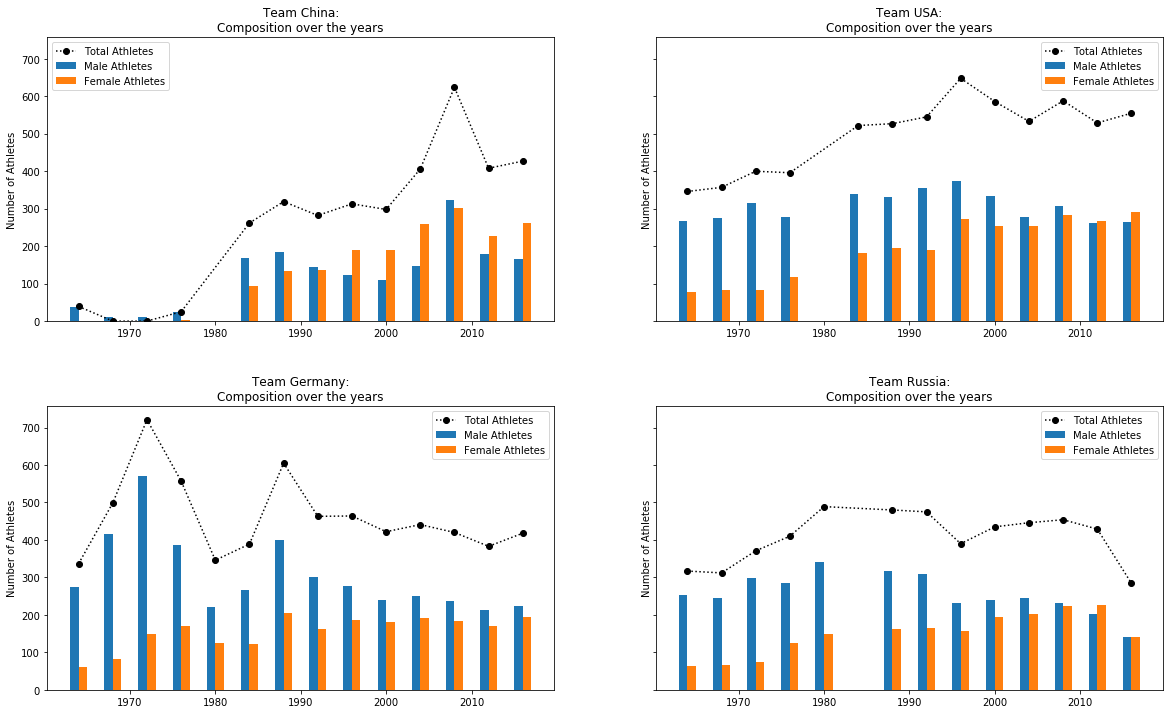 Team China:
Composition over the years
Total Athletes
Male Athletes
Female Athletes
Number of Athletes
700
600
500
400
300
200
100
0
1970
1980
1990
2000
2010
Team USA:
Composition over the years
Total Athletes
Male Athletes
Female Athletes
Number of Athletes
1970
1980
1990
2000
2010
Team Germany:
Composition over the years
Total Athletes
Male Athletes
Female Athletes
Number of Athletes
700
600
500
400
300
200
100
0
1970
1980
1990
2000
2010
Team Russia:
Composition over the years
Total Athletes
Male Athletes
Female Athletes
Number of Athletes
1970
1980
1990
2000
2010